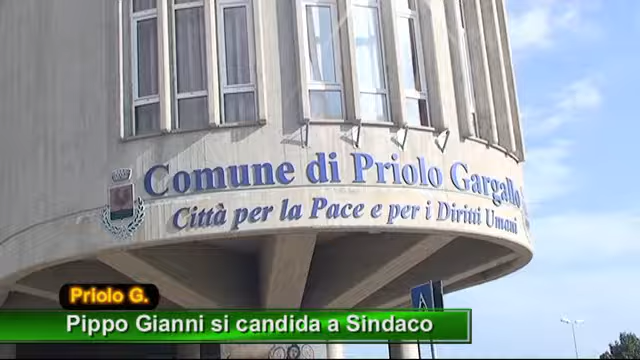 Comune di Priolo Gargallo
Città per la Pace e per i Diritti Umani
Priolo G.
Pippo Gianni si candida a Sindaco